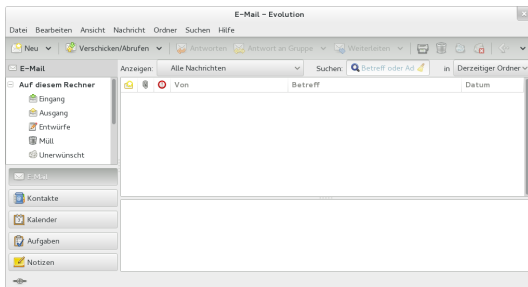 E-Mail – Evolution
Datei Bearbeiten Ansicht Nachricht Ordner Suchen Hilfe
Neu Verschicken/Abrufen Antworten Antwort an Gruppe Weiterleiten
E-Mail Anzeigen: Alle Nachrichten Suchen: Betreff oder Ad in Derzeitiger Ordner
Auf diesem Rechner Von Betreff Datum
Eingang
Ausgang
Entwürfe
Müll
Unerwünscht
E-Mail
Kontakte
Kalender
Aufgaben
Notizen